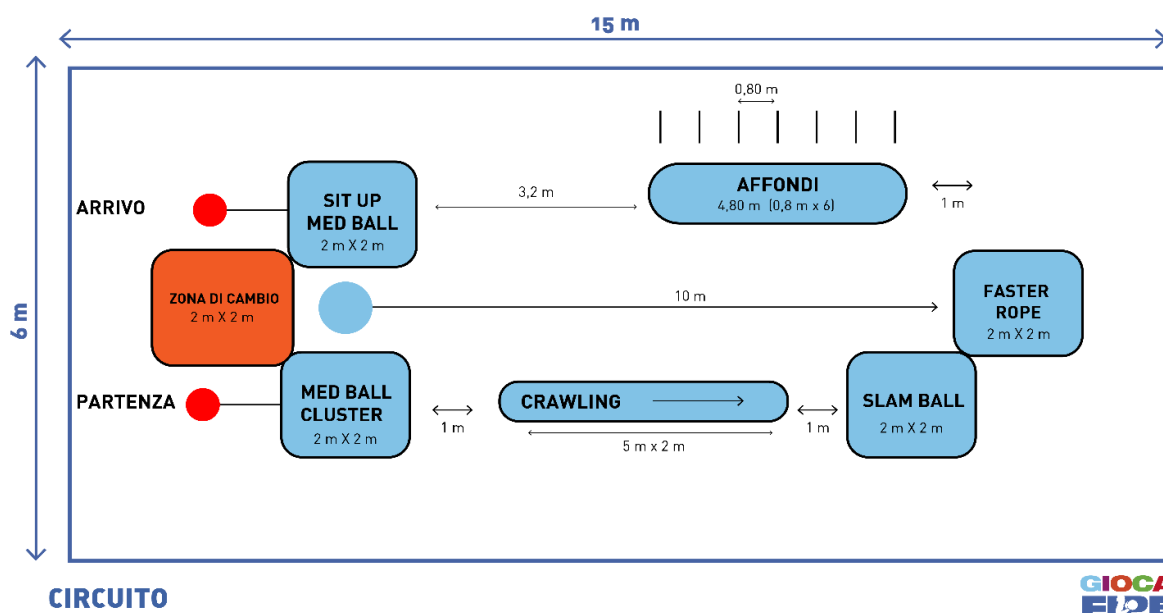 15 m
6 m
0,80 m
ARRIVO
SIT UP
MED BALL
2 m X 2 m
3,2 m
AFFONDI
4,80 m (0,8 m x 6)
1 m
ZONA DI CAMBIO
2 m X 2 m
10 m
FASTER
ROPE
2 m X 2 m
PARTENZA
MED BALL
CLUSTER
2 m X 2 m
1 m
CRAWLING
5 m x 2 m
1 m
SLAM BALL
2 m X 2 m
CIRCUITO
GIOCA